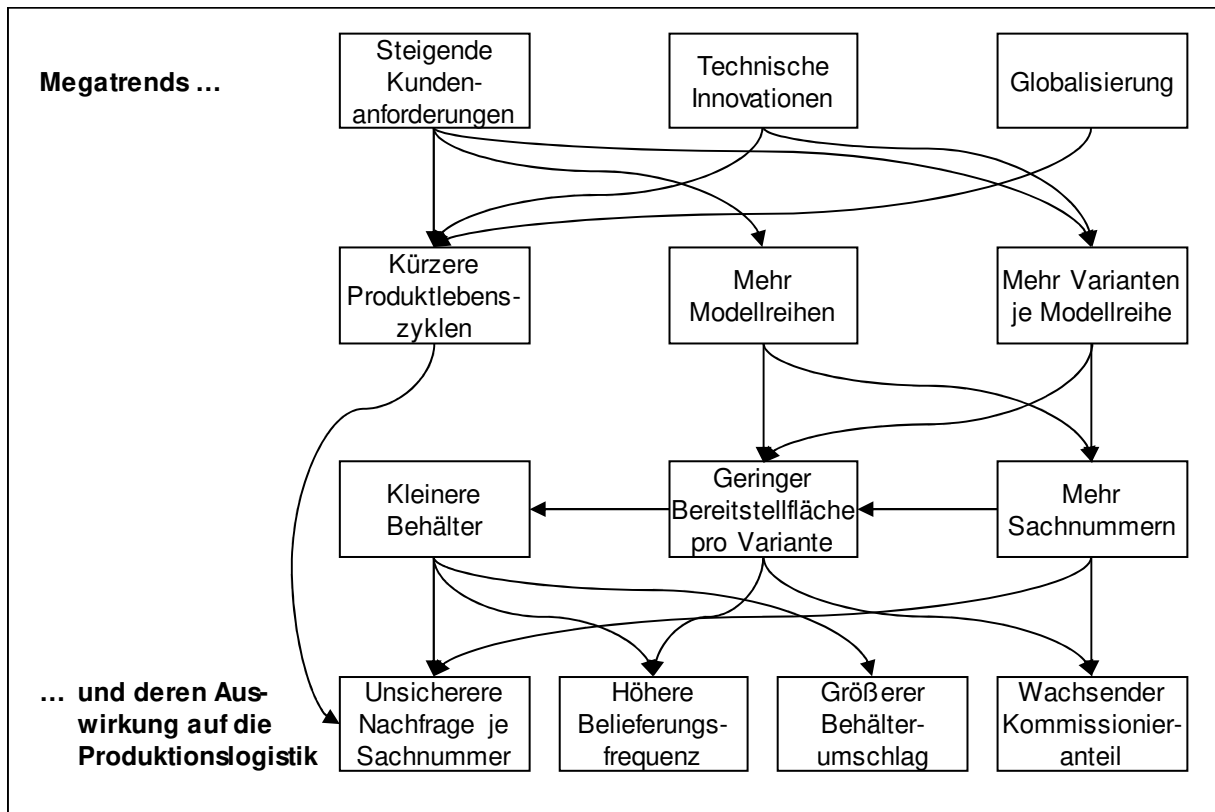 Megatrends …
Steigende
Kunden-
anforderungen
Technische
Innovationen
Globalisierung
Kürzere
Produktlebens-
zyklen
Mehr
Modellreihen
Mehr Varianten
je Modellreihe
Kleinere
Behälter
Geringer
Bereitstellfläche
pro Variante
Mehr
Sachnummern
… und deren Aus-
wirkung auf die
Produktionslogistik
Unsicherere
Nachfrage je
Sachnummer
Höhere
Belieferungs-
frequenz
Größerer
Behälter-
umschlag
Wachsender
Kommissionier-
anteil